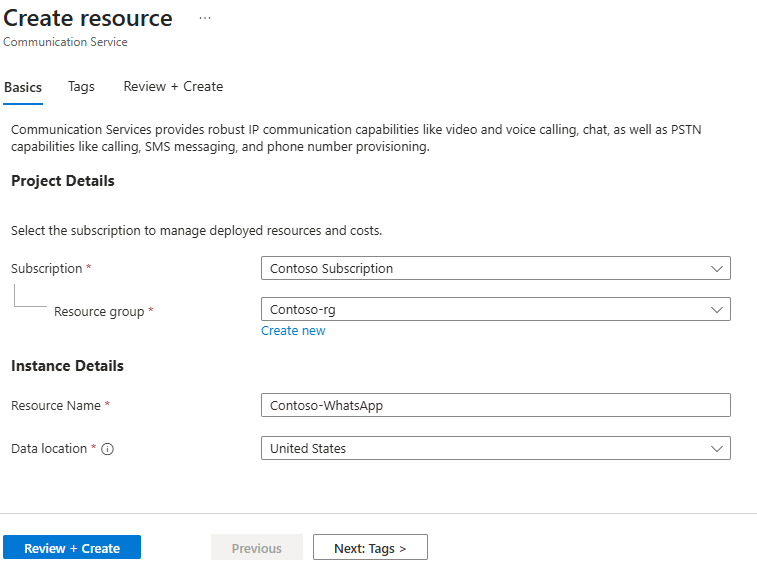 Create resource ...
Communication Service
Basics Tags Review + Create
Communication Services provides robust IP communication capabilities like video and voice calling, chat, as well as PSTN
capabilities like calling, SMS messaging, and phone number provisioning.
Project Details
Select the subscription to manage deployed resources and costs.
Subscription * Contoso Subscription
Resource group * Contoso-rg
Create new
Instance Details
Resource Name * Contoso-WhatsApp
Data location * United States
Review + Create Previous Next: Tags >